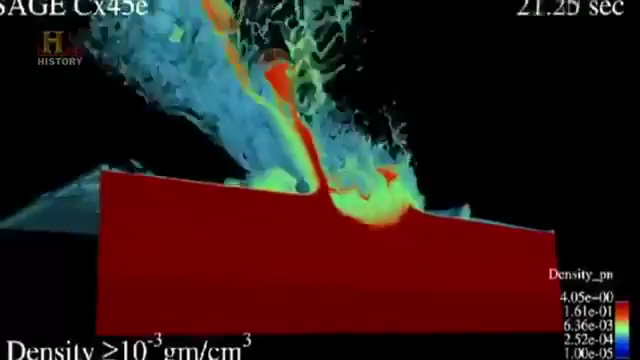 SAGE Cx45e
21.25 sec
H
HISTORY
Density_pn
4.05e-00
1.61e-01
6.36e-03
2.52e-04
1.00e-05
Density ≥10⁻³gm/cm³